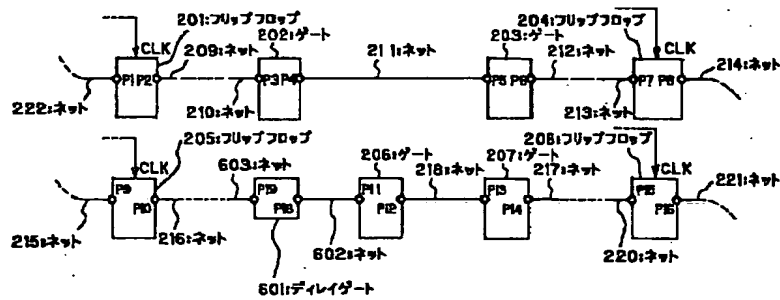 201:フリップフロップ
204:フリップフロップ
CLK
209:ネット
202:ゲート
211:ネット
203:ゲート
212:ネット
CLK
214:ネット
P1 P2
P3 P4
P5 P6
P7 P8
222:ネット
210:ネット
213:ネット
205:フリップフロップ
208:フリップフロップ
CLK
603:ネット
206:ゲート
218:ネット
207:ゲート
217:ネット
CLK
221:ネット
P9
P10
P19
P18
P11
P12
P13
P14
P15
P16
215:ネット
216:ネット
602:ネット
220:ネット
601:ディレイゲート